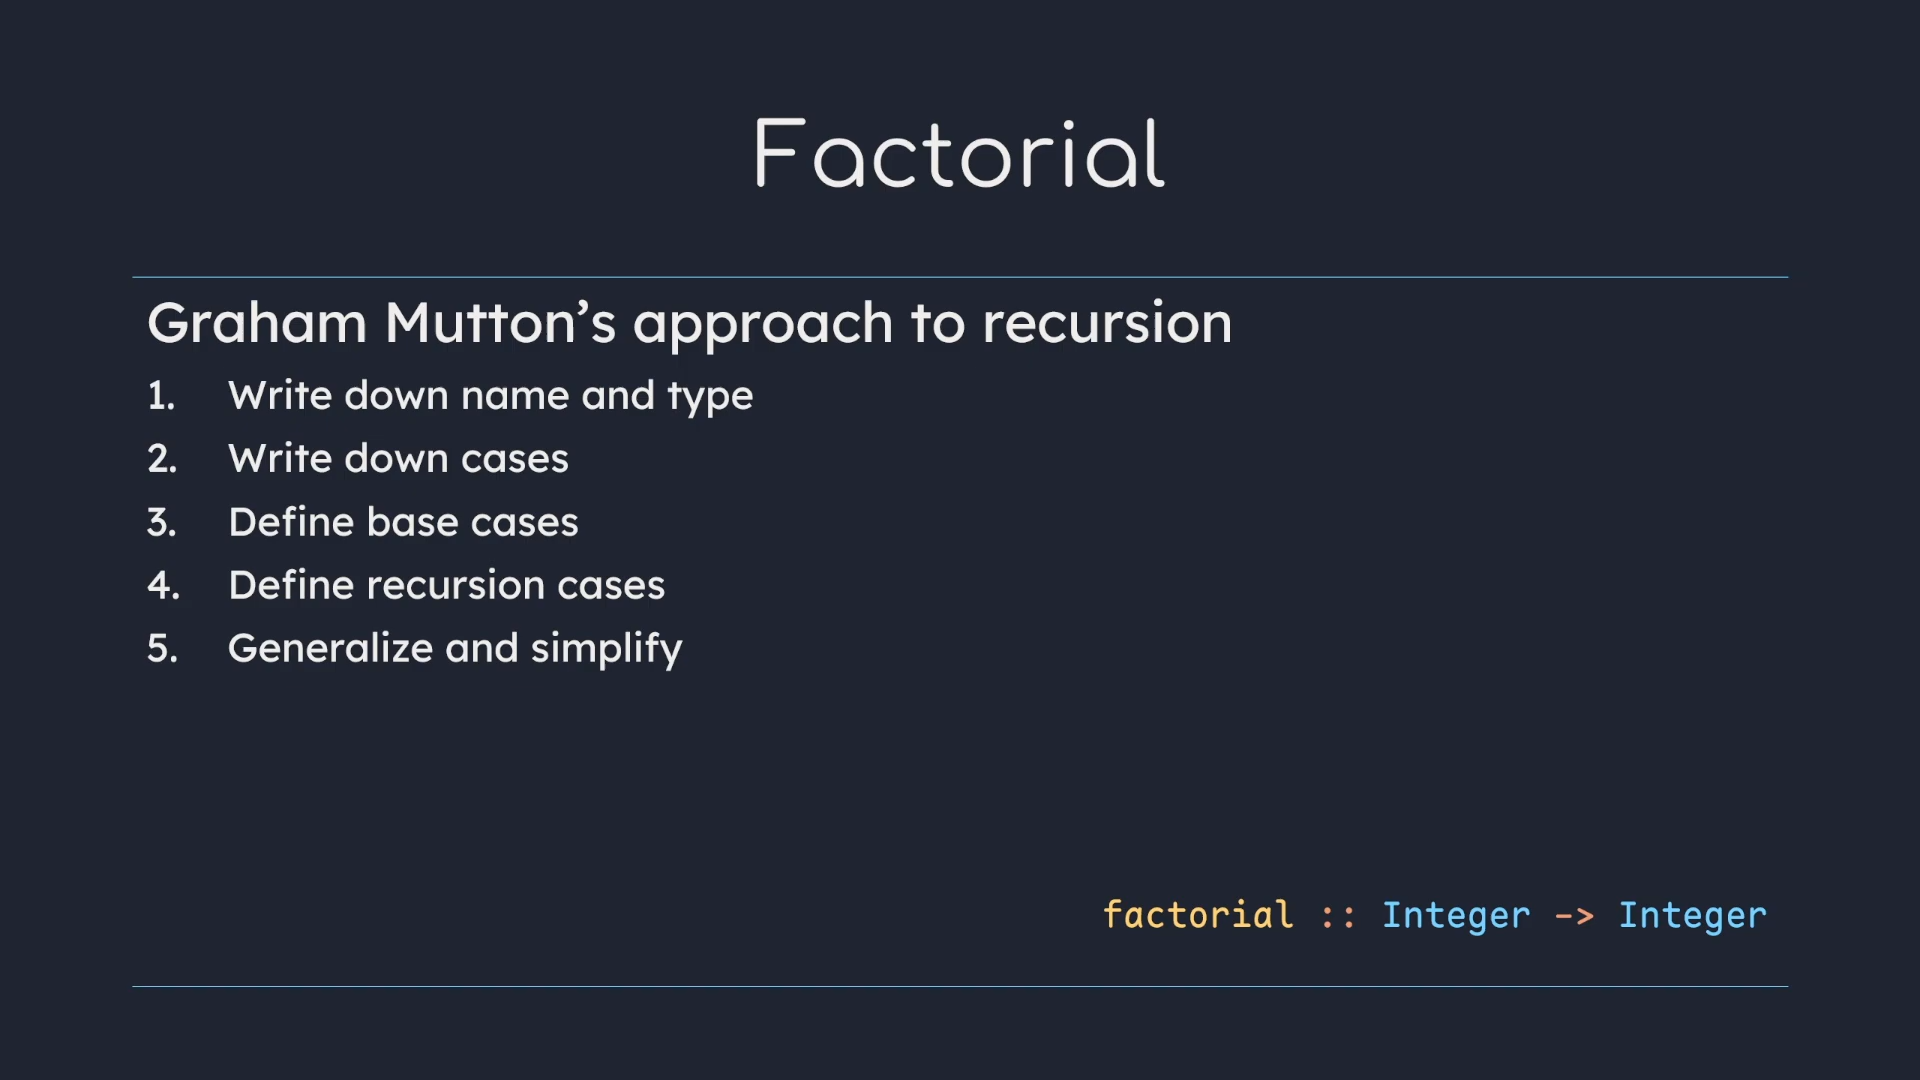 Factorial
Graham Mutton’s approach to recursion
1. Write down name and type
2. Write down cases
3. Define base cases
4. Define recursion cases
5. Generalize and simplify
factorial :: Integer -> Integer